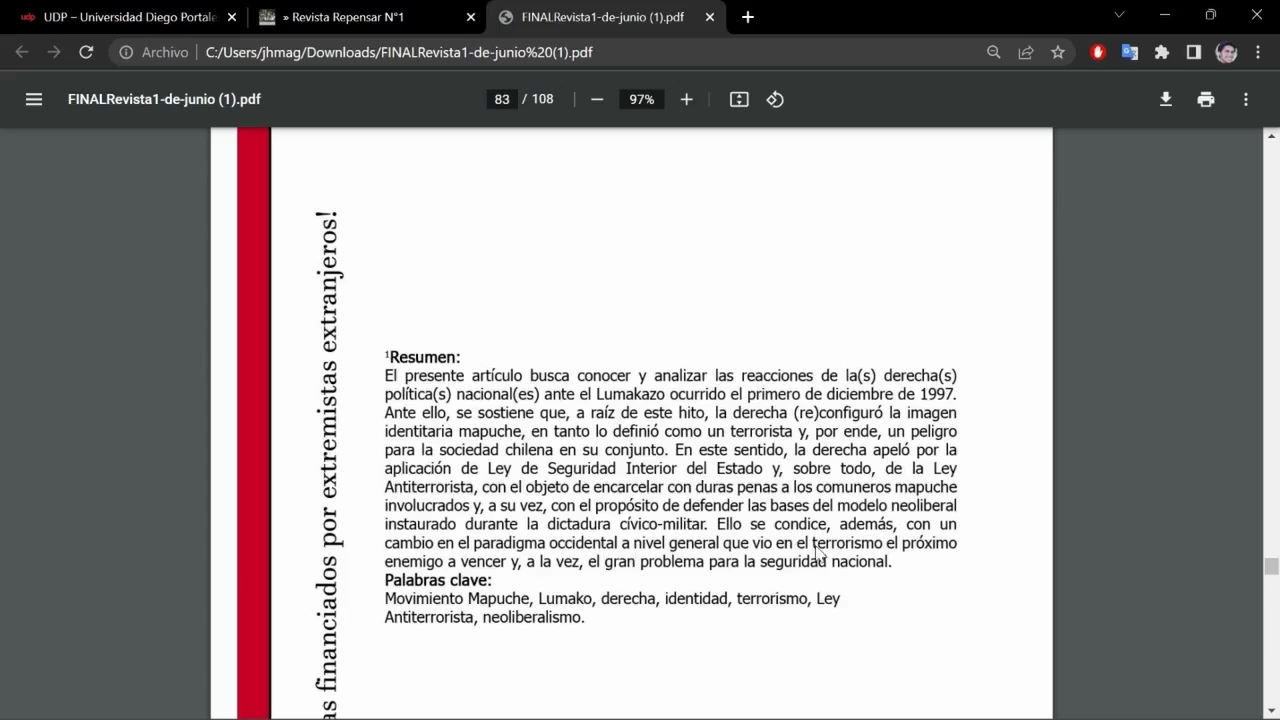 UDP – Universidad Diego Portale
» Revista Repensar N°1
FINALRevista1-de-junio (1).pdf
Archivo
C:/Users/jhmag/Downloads/FINALRevista1-de-junio%20(1).pdf
FINALRevista1-de-junio (1).pdf
83 / 108
97%
as financiados por extremistas extranjeros!
¹Resumen:
El presente artículo busca conocer y analizar las reacciones de la(s) derecha(s)
política(s) nacional(es) ante el Lumakazo ocurrido el primero de diciembre de 1997.
Ante ello, se sostiene que, a raíz de este hito, la derecha (re)configuró la imagen
identitaria mapuche, en tanto lo definió como un terrorista y, por ende, un peligro
para la sociedad chilena en su conjunto. En este sentido, la derecha apeló por la
aplicación de Ley de Seguridad Interior del Estado y, sobre todo, de la Ley
Antiterrorista, con el objeto de encarcelar con duras penas a los comuneros mapuche
involucrados y, a su vez, con el propósito de defender las bases del modelo neoliberal
instaurado durante la dictadura cívico-militar. Ello se condice, además, con un
cambio en el paradigma occidental a nivel general que vio en el terrorismo el próximo
enemigo a vencer y, a la vez, el gran problema para la seguridad nacional.
Palabras clave:
Movimiento Mapuche, Lumako, derecha, identidad, terrorismo, Ley
Antiterrorista, neoliberalismo.